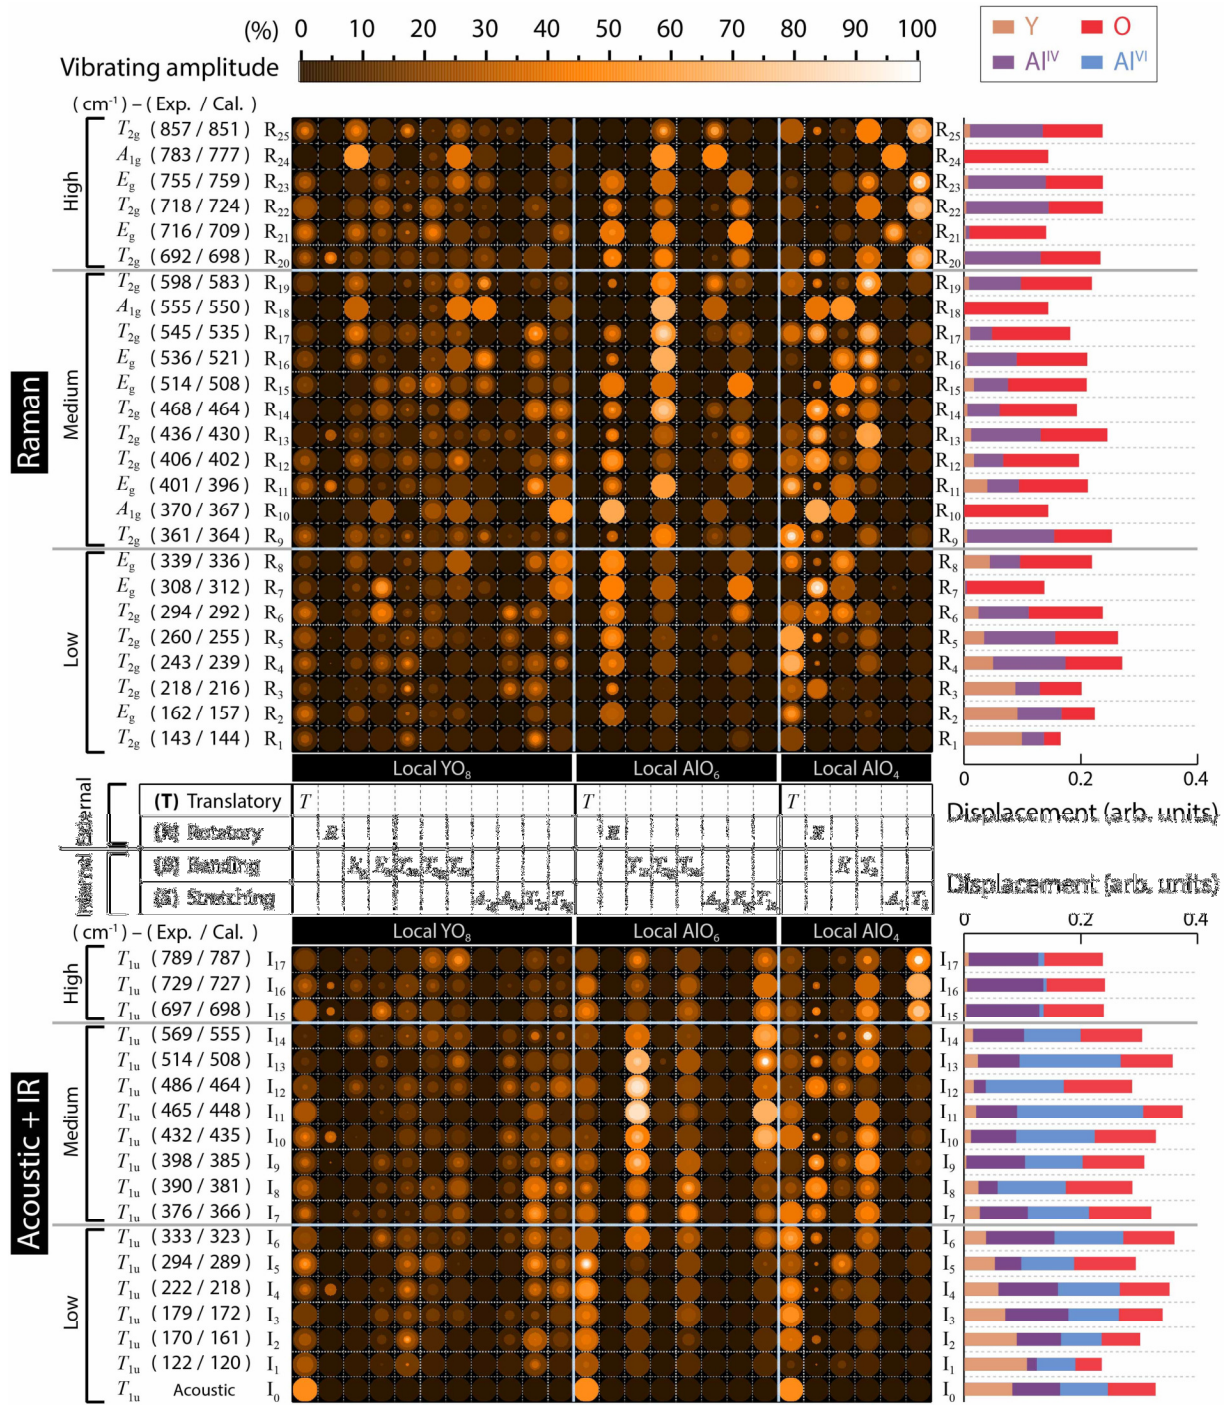 (%) 0 10 20 30 40 50 60 70 80 90 100
Vibrating amplitude
Y O
Al^IV Al^VI
(cm⁻¹) – (Exp. / Cal.)
Raman
High
T2g (857 / 851) R25 R25
A1g (783 / 777) R24 R24
Eg (755 / 759) R23 R23
T2g (718 / 724) R22 R22
Eg (716 / 709) R21 R21
T2g (692 / 698) R20 R20
Medium
T2g (598 / 583) R19 R19
A1g (555 / 550) R18 R18
T2g (545 / 535) R17 R17
Eg (536 / 521) R16 R16
Eg (514 / 508) R15 R15
T2g (468 / 464) R14 R14
T2g (436 / 430) R13 R13
T2g (406 / 402) R12 R12
Eg (401 / 396) R11 R11
A1g (370 / 367) R10 R10
T2g (361 / 364) R9 R9
Low
Eg (339 / 336) R8 R8
Eg (308 / 312) R7 R7
T2g (294 / 292) R6 R6
T2g (260 / 255) R5 R5
T2g (243 / 239) R4 R4
T2g (218 / 216) R3 R3
Eg (162 / 157) R2 R2
T2g (143 / 144) R1 R1
Local YO8 Local AlO6 Local AlO4
0 0.2 0.4
Displacement (arb. units)
External
(T) Translatory T T T
(R) Rotatory R R R
Internal
(B) Bending
(S) Stretching
Displacement (arb. units)
0 0.2 0.4
Local YO8 Local AlO6 Local AlO4
(cm⁻¹) – (Exp. / Cal.)
Acoustic + IR
High
T1u (789 / 787) I17 I17
T1u (729 / 727) I16 I16
T1u (697 / 698) I15 I15
Medium
T1u (569 / 555) I14 I14
T1u (514 / 508) I13 I13
T1u (486 / 464) I12 I12
T1u (465 / 448) I11 I11
T1u (432 / 435) I10 I10
T1u (398 / 385) I9 I9
T1u (390 / 381) I8 I8
T1u (376 / 366) I7 I7
Low
T1u (333 / 323) I6 I6
T1u (294 / 289) I5 I5
T1u (222 / 218) I4 I4
T1u (179 / 172) I3 I3
T1u (170 / 161) I2 I2
T1u (122 / 120) I1 I1
T1u Acoustic I0 I0